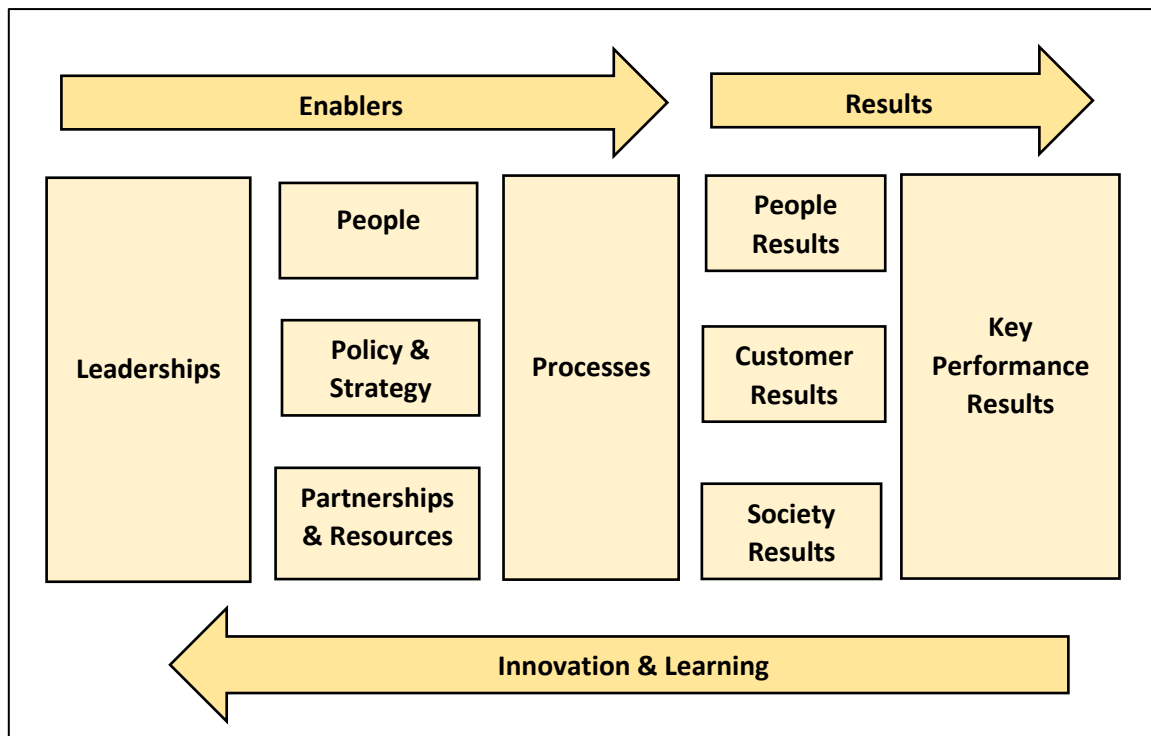 Enablers
Results
Leaderships
People
Policy &
Strategy
Partnerships
& Resources
Processes
People
Results
Customer
Results
Society
Results
Key
Performance
Results
Innovation & Learning